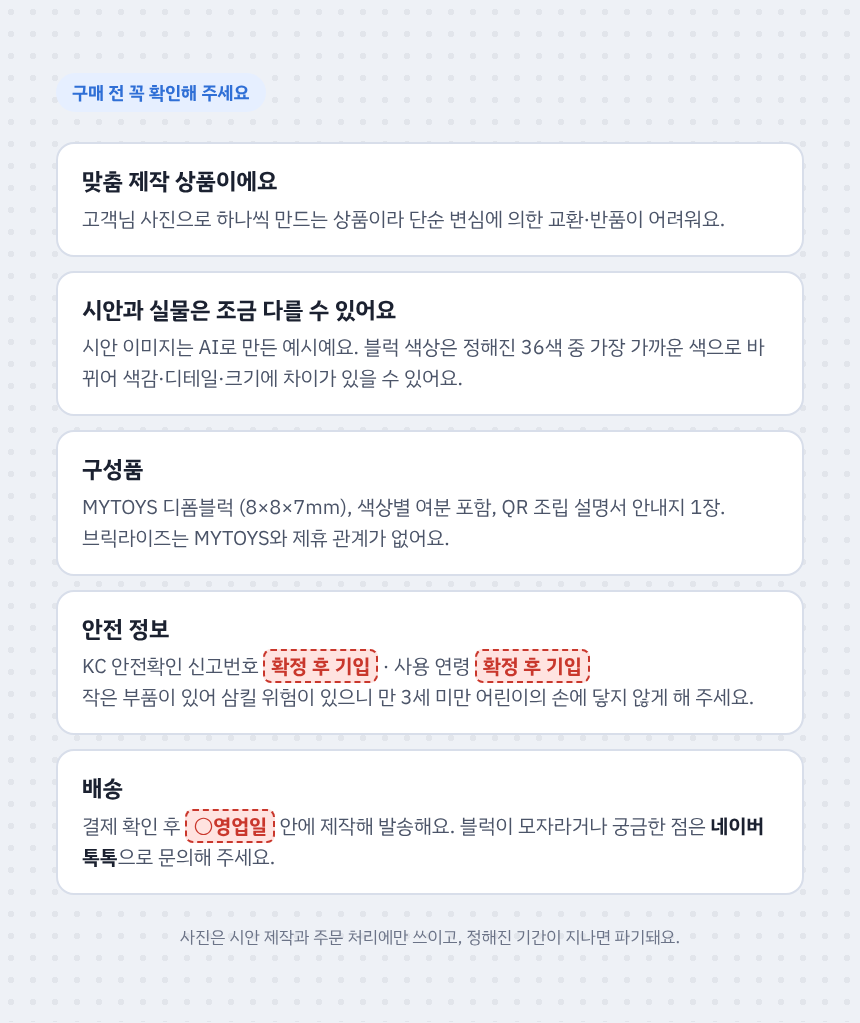 구매 전 꼭 확인해 주세요
맞춤 제작 상품이에요
고객님 사진으로 하나씩 만드는 상품이라 단순 변심에 의한 교환·반품이 어려워요.
시안과 실물은 조금 다를 수 있어요
시안 이미지는 AI로 만든 예시예요. 블럭 색상은 정해진 36색 중 가장 가까운 색으로 바
뀌어 색감·디테일·크기에 차이가 있을 수 있어요.
구성품
MYTOYS 디폼블럭 (8×8×7mm), 색상별 여분 포함, QR 조립 설명서 안내지 1장.
브릭라이즈는 MYTOYS와 제휴 관계가 없어요.
안전 정보
KC 안전확인 신고번호 확정 후 기입 · 사용 연령 확정 후 기입
작은 부품이 있어 삼킬 위험이 있으니 만 3세 미만 어린이의 손에 닿지 않게 해 주세요.
배송
결제 확인 후 ◯영업일 안에 제작해 발송해요. 블럭이 모자라거나 궁금한 점은 네이버
톡톡으로 문의해 주세요.
사진은 시안 제작과 주문 처리에만 쓰이고, 정해진 기간이 지나면 파기돼요.